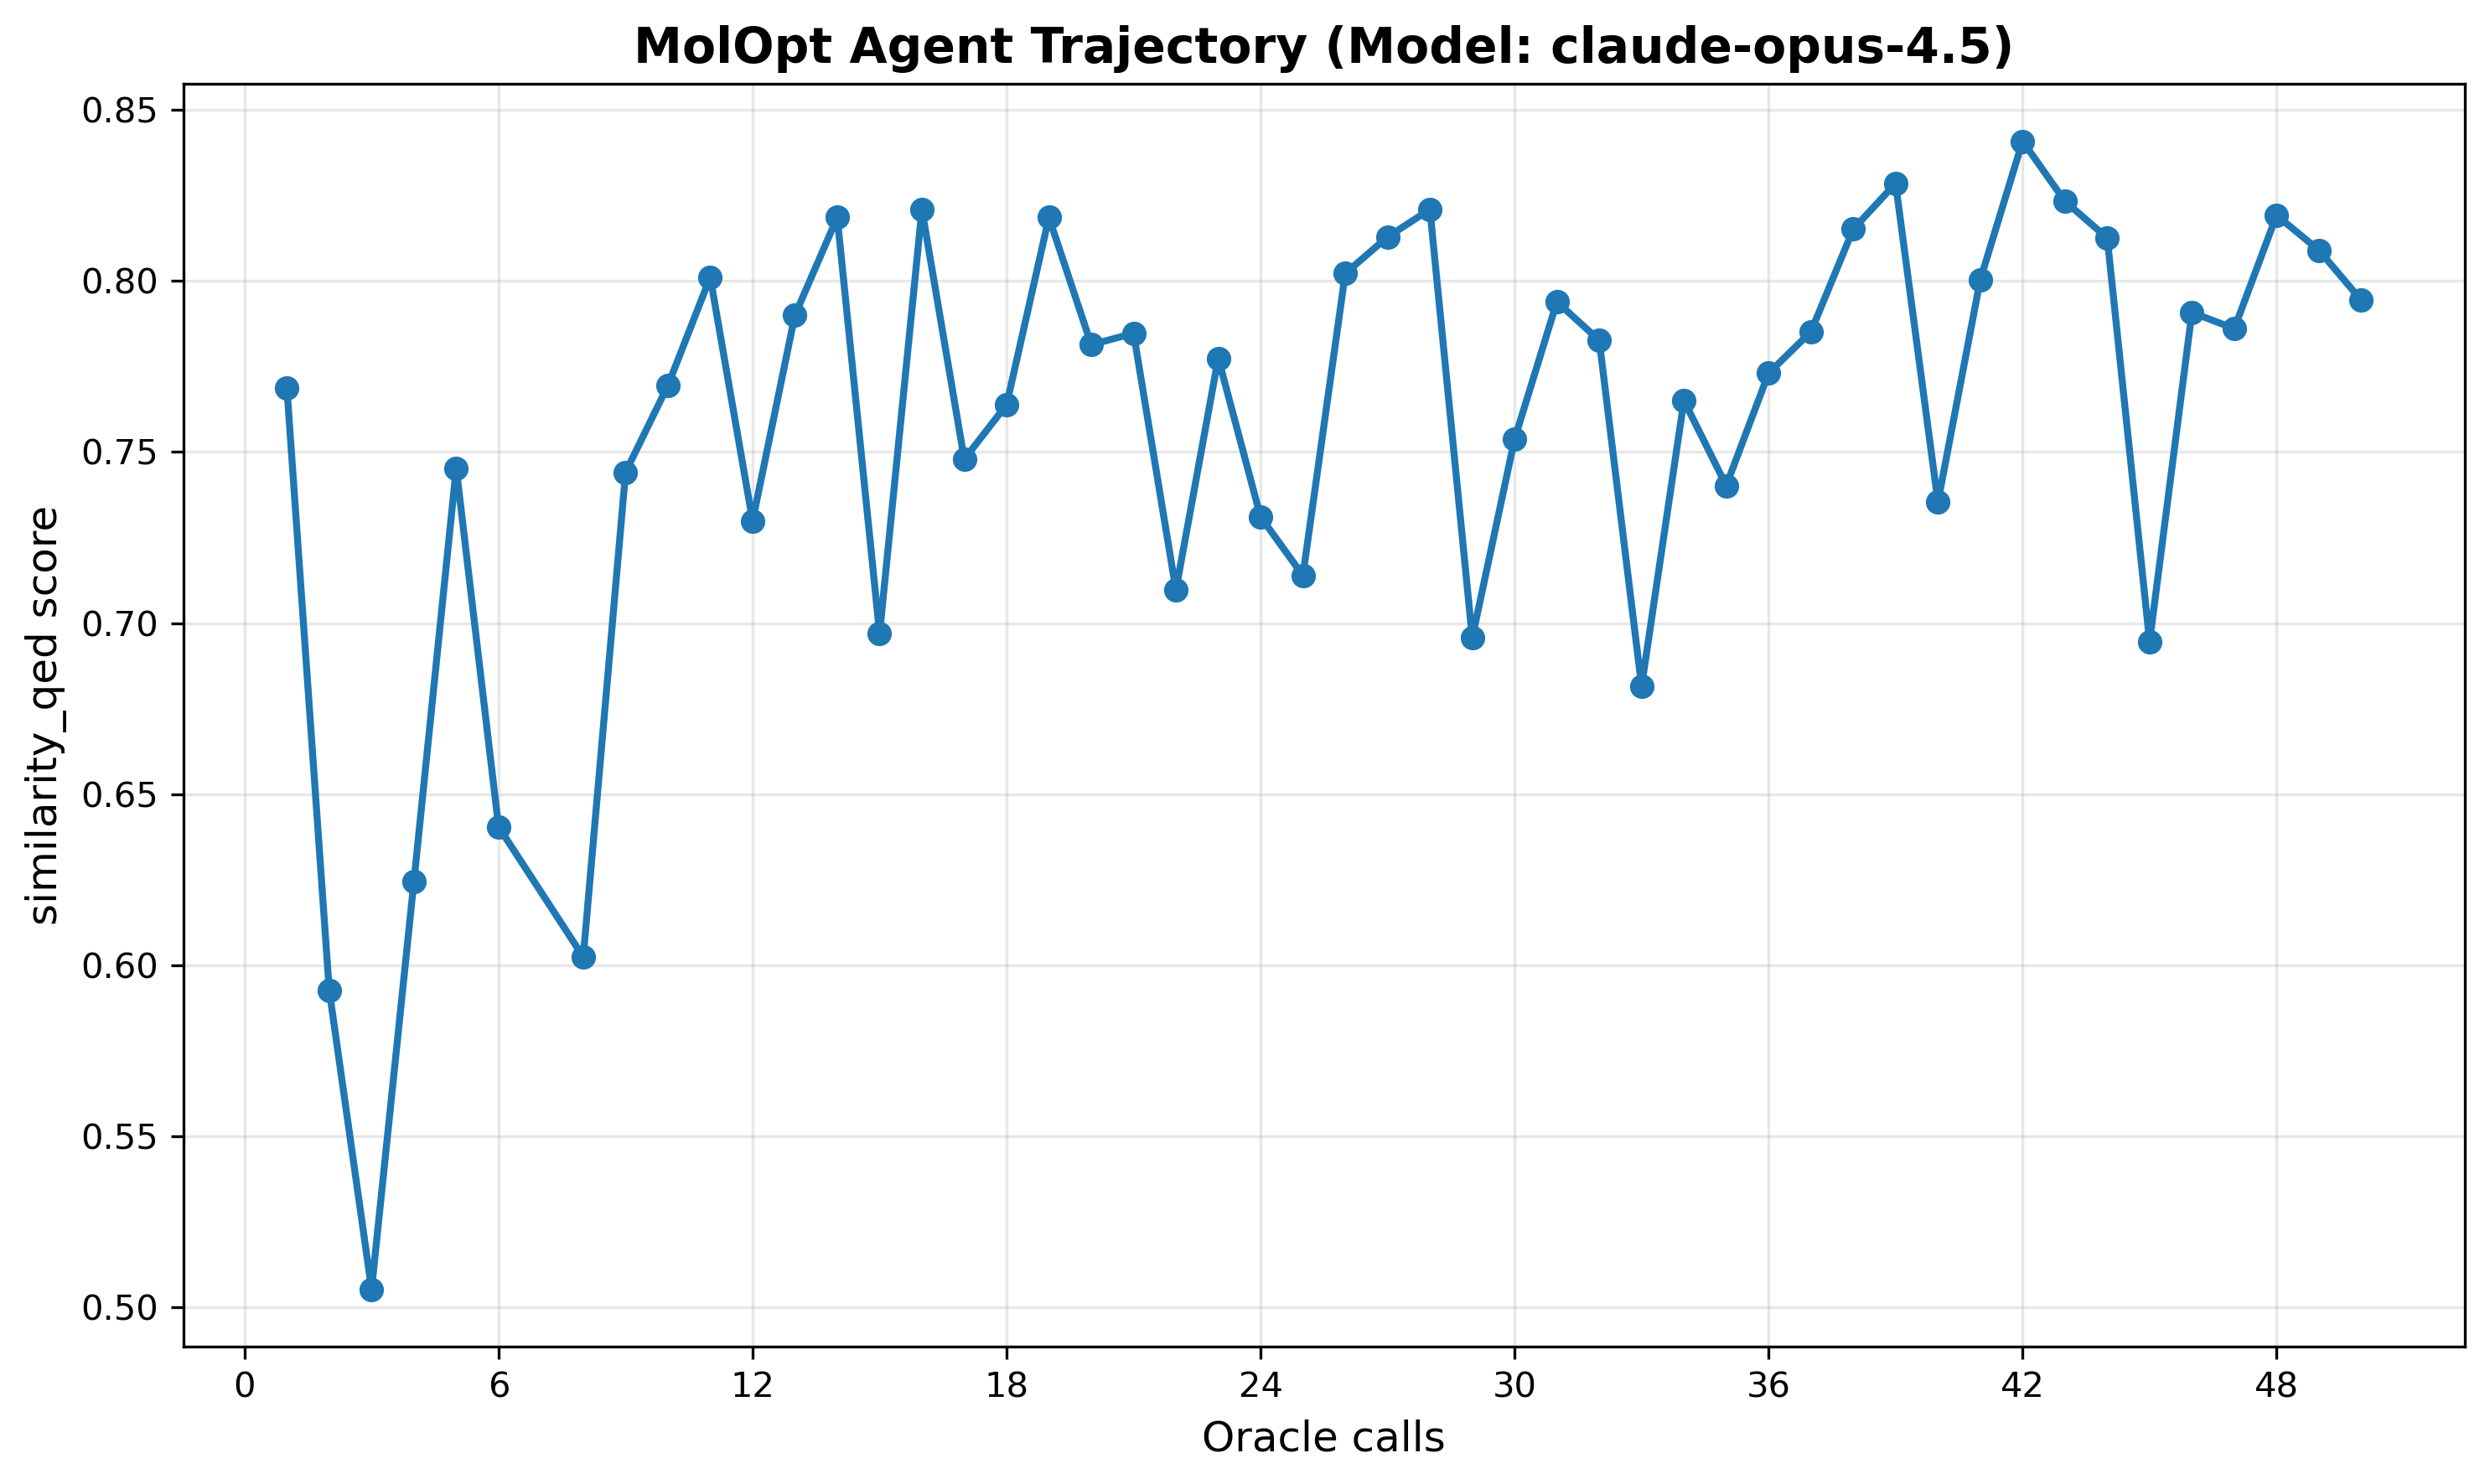 MolOpt Agent Trajectory (Model: claude-opus-4.5)
similarity_qed score
0.85
0.80
0.75
0.70
0.65
0.60
0.55
0.50
0 6 12 18 24 30 36 42 48
Oracle calls